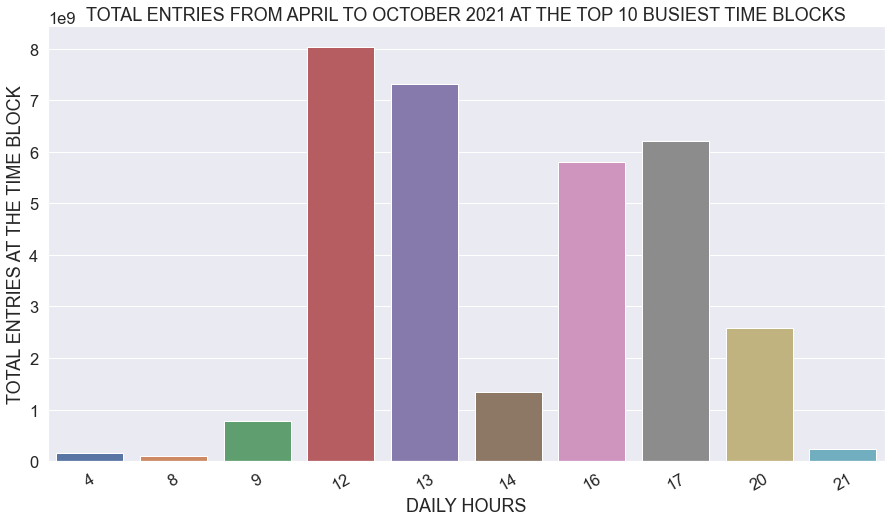 TOTAL ENTRIES FROM APRIL TO OCTOBER 2021 AT THE TOP 10 BUSIEST TIME BLOCKS
1e9
8
7
6
5
4
3
2
1
0
TOTAL ENTRIES AT THE TIME BLOCK
4 8 9 12 13 14 16 17 20 21
DAILY HOURS